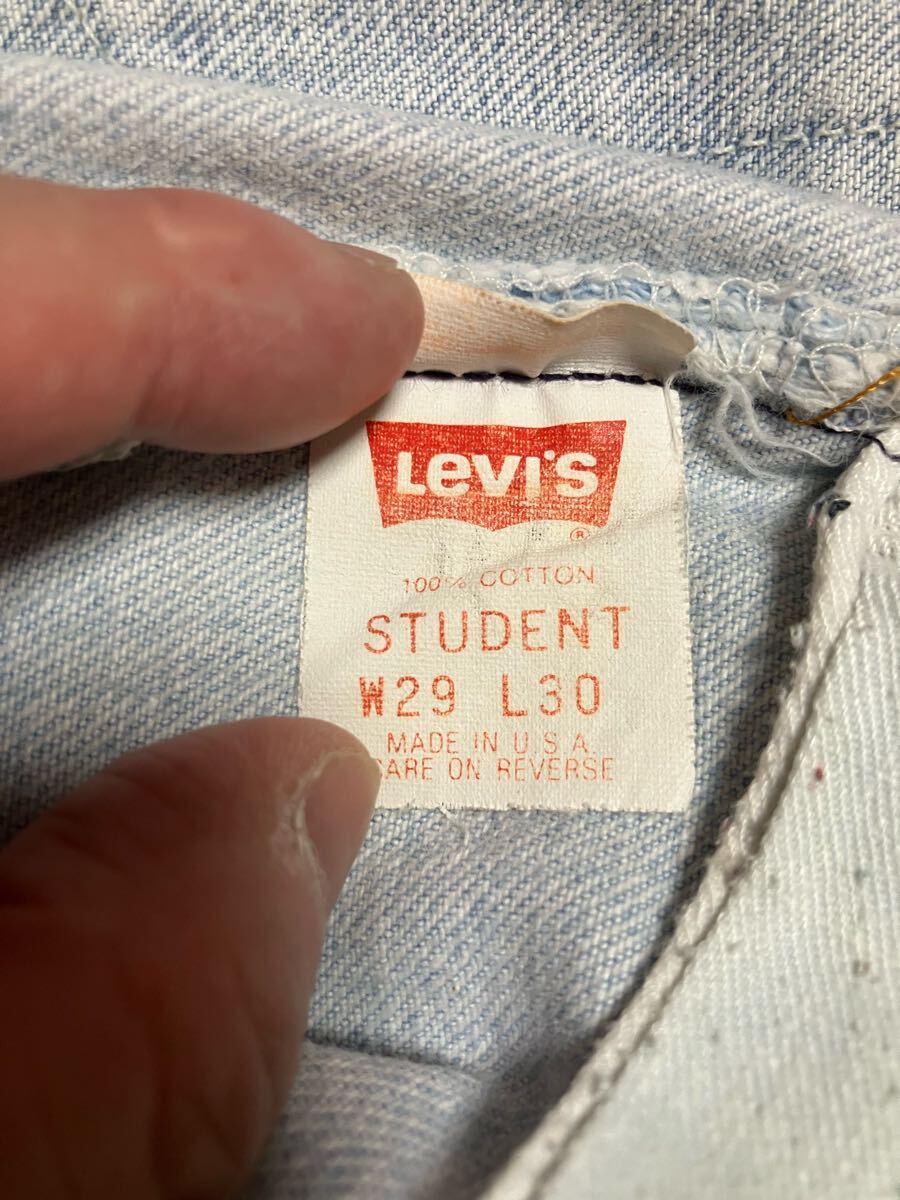 Levi's
®
100% COTTON
STUDENT
W29 L30
MADE IN U.S.A.
CARE ON REVERSE